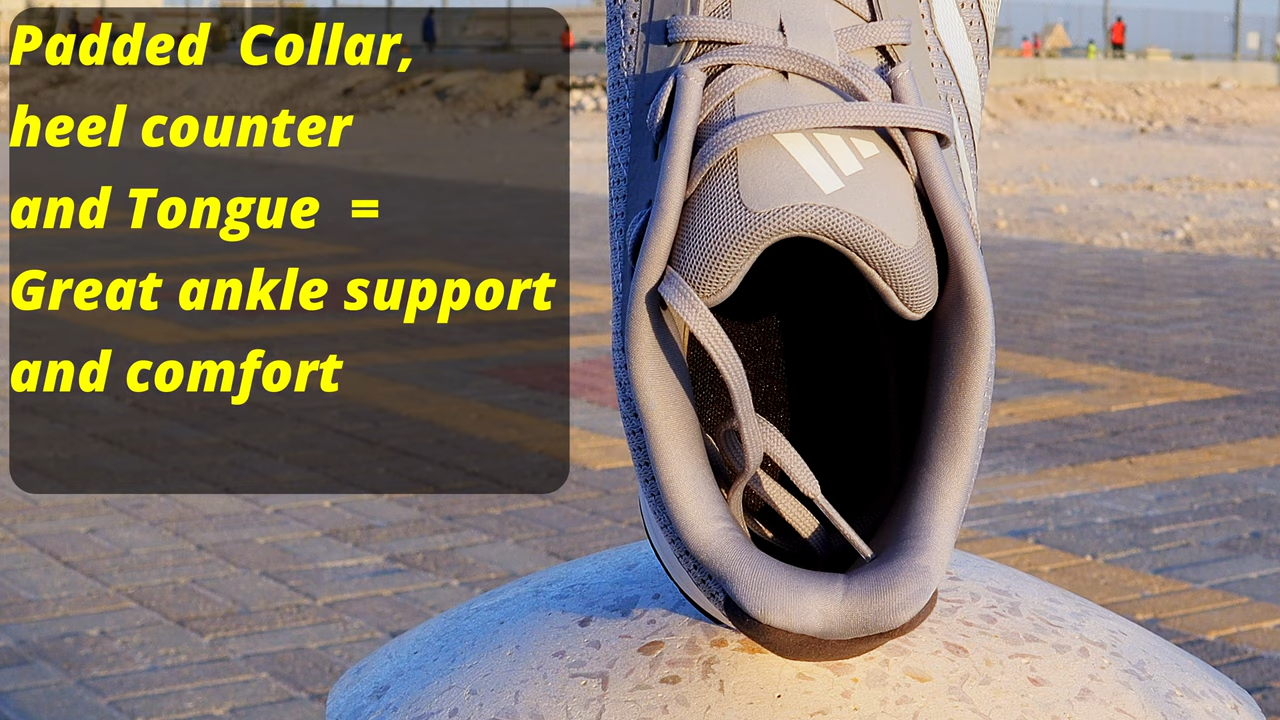 Padded Collar,
heel counter
and Tongue =
Great ankle support
and comfort